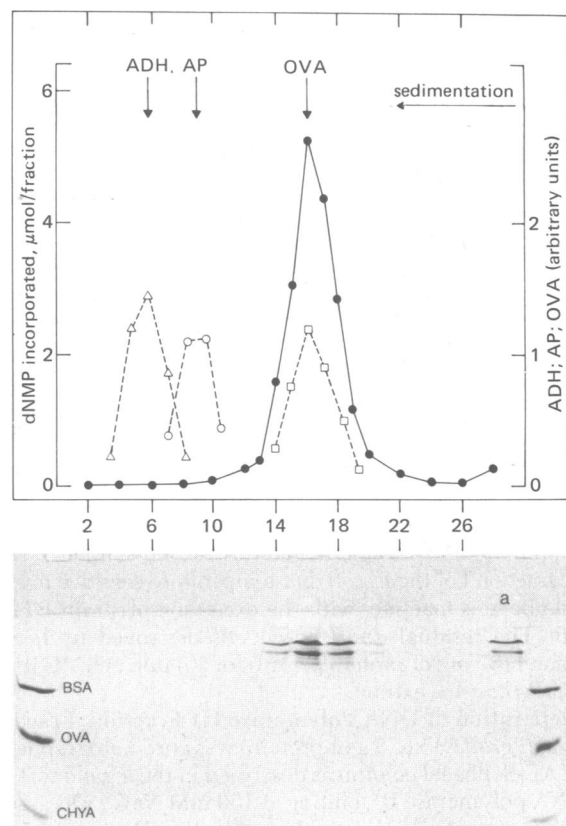 ADH, AP OVA
sedimentation
6
4
2
0
dNMP incorporated, µmol/fraction
2
1
0
ADH; AP; OVA (arbitrary units)
2 6 10 14 18 22 26
a
BSA
OVA
CHYA